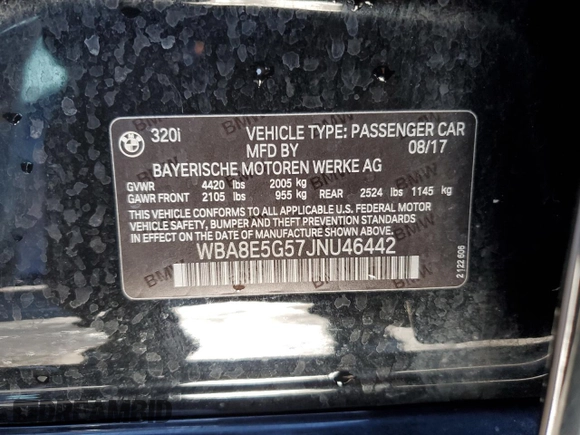 320i VEHICLE TYPE: PASSENGER CAR
MFD BY 08/17
BAYERISCHE MOTOREN WERKE AG
GVWR 4420 lbs 2005 kg
GAWR FRONT 2105 lbs 955 kg REAR 2524 lbs 1145 kg
THIS VEHICLE CONFORMS TO ALL APPLICABLE U.S. FEDERAL MOTOR
VEHICLE SAFETY, BUMPER, AND THEFT PREVENTION STANDARDS
IN EFFECT ON THE DATE OF MANUFACTURE SHOWN ABOVE.
WBA8E5G57JNU46442
2 122 606